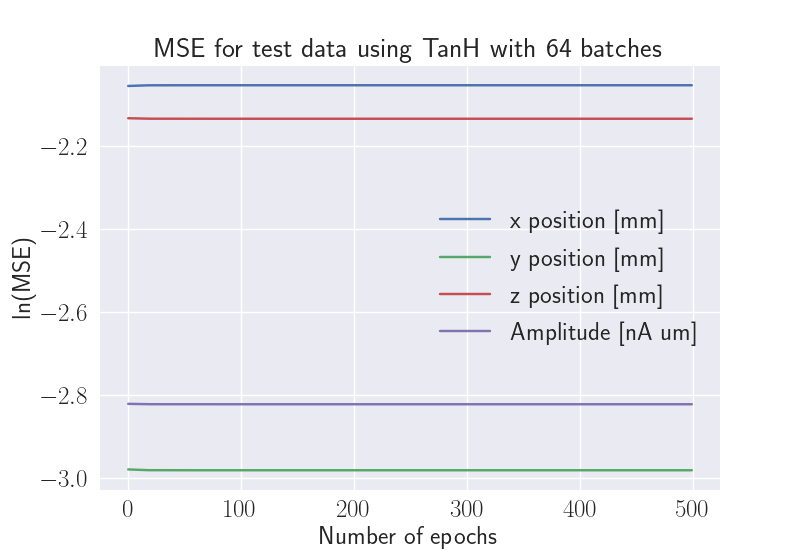 MSE for test data using TanH with 64 batches
−2.2
−2.4
−2.6
−2.8
−3.0
ln(MSE)
x position [mm]
y position [mm]
z position [mm]
Amplitude [nA um]
0 100 200 300 400 500
Number of epochs